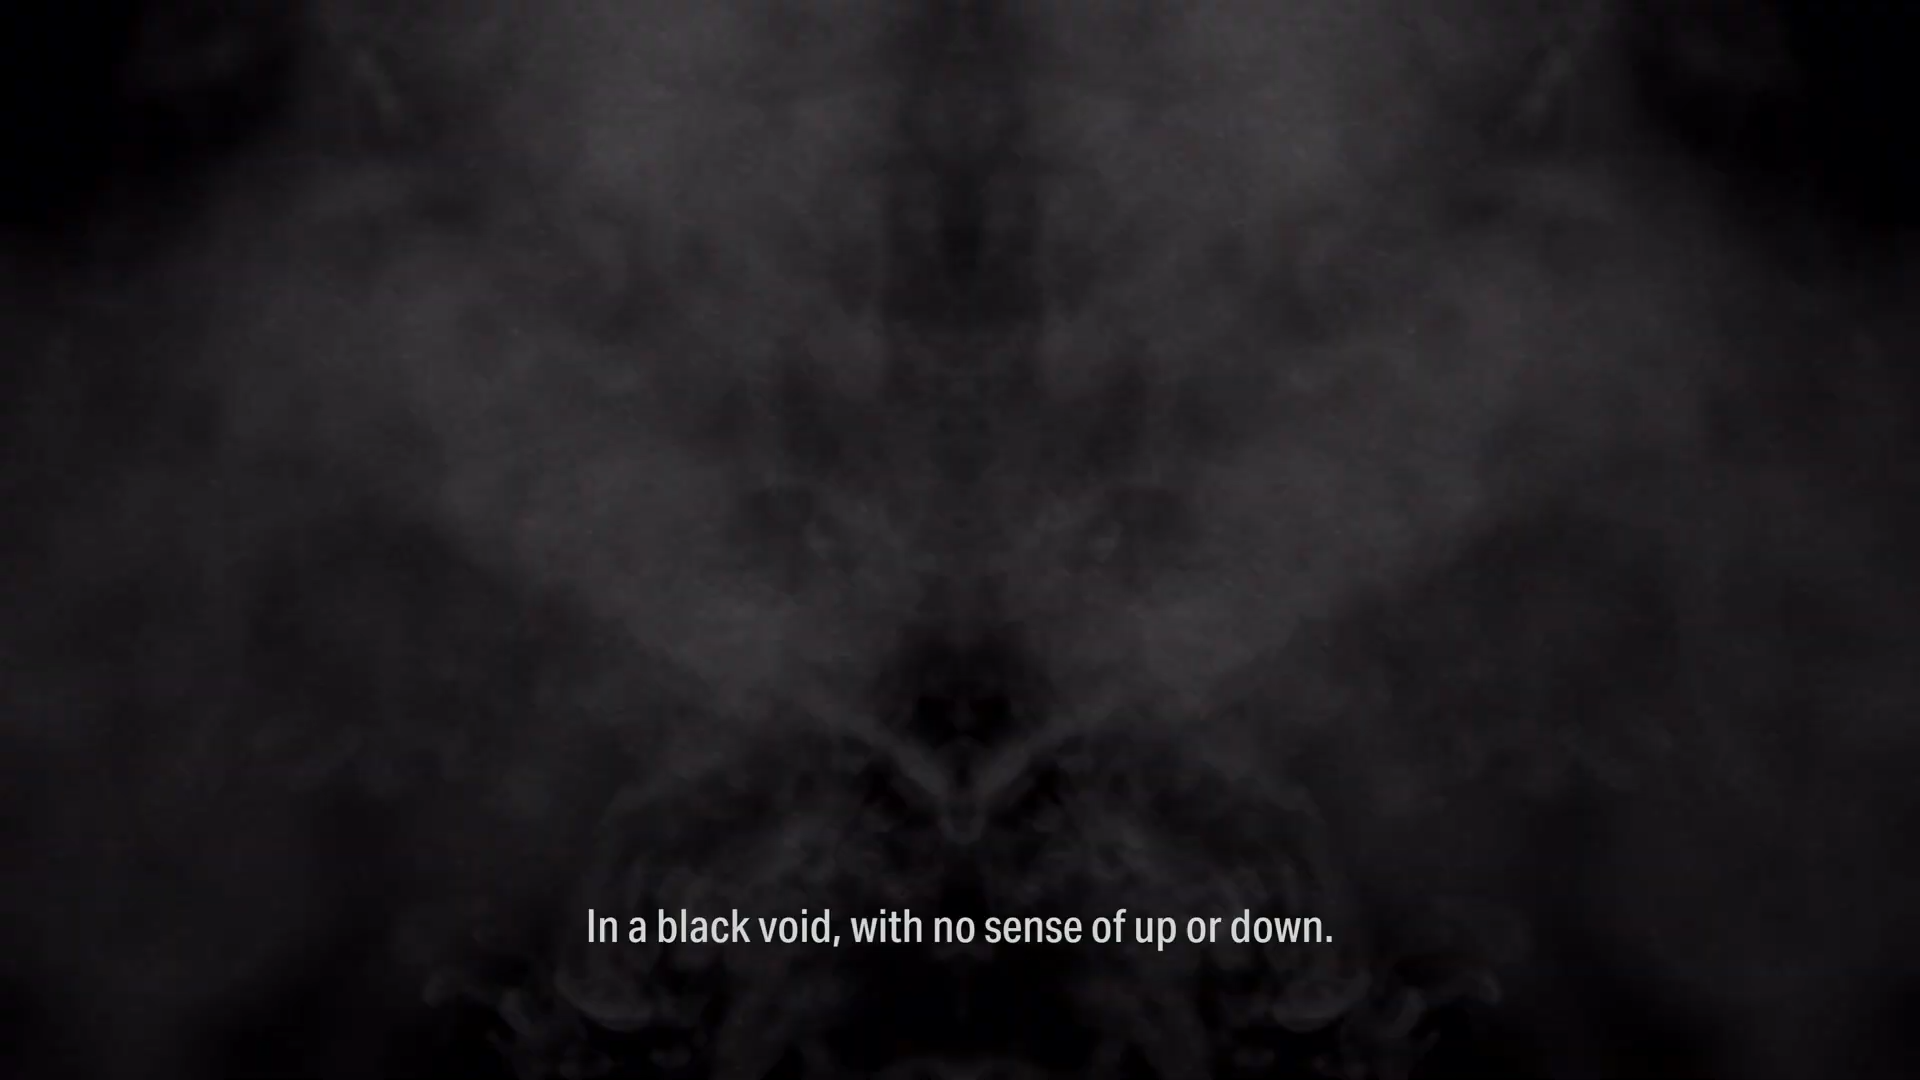 In a black void, with no sense of up or down.